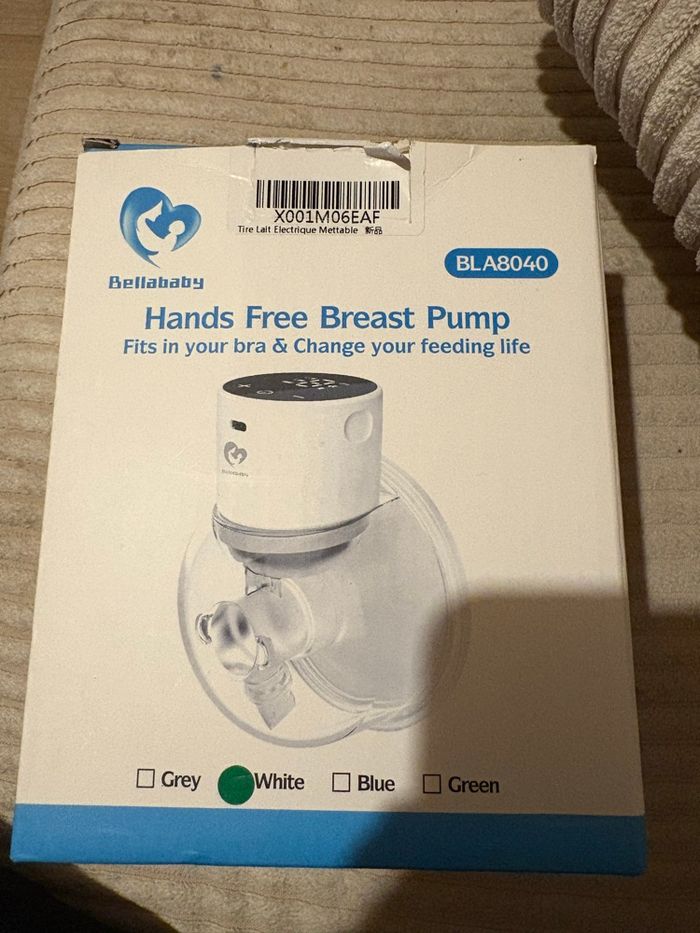 X001M06EAF
Tire Lait Electrique Mettable 新品
Bellababy
BLA8040
Hands Free Breast Pump
Fits in your bra & Change your feeding life
Grey
White
Blue
Green